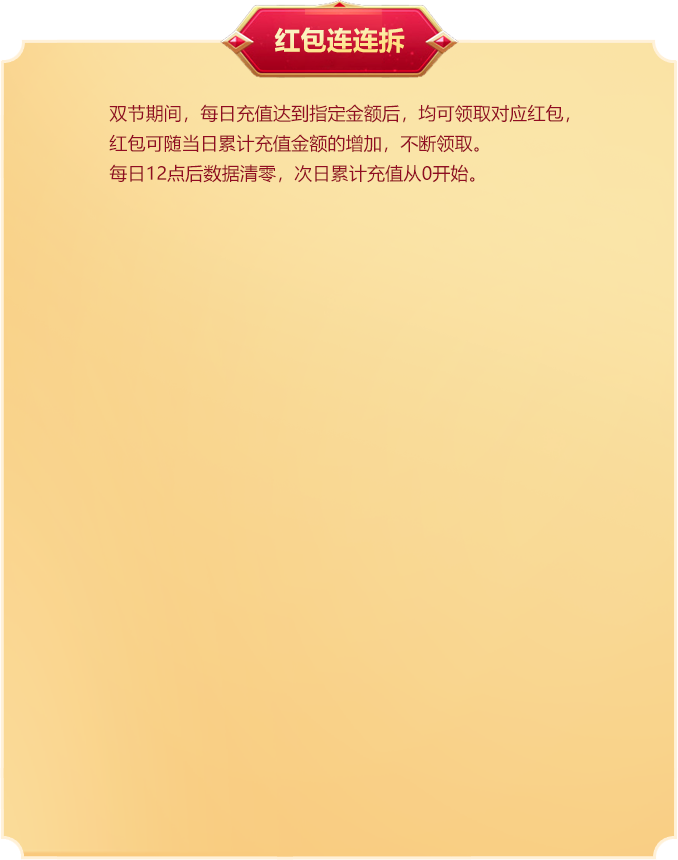 红包连连拆
双节期间，每日充值达到指定金额后，均可领取对应红包，
红包可随当日累计充值金额的增加，不断领取。
每日12点后数据清零，次日累计充值从0开始。